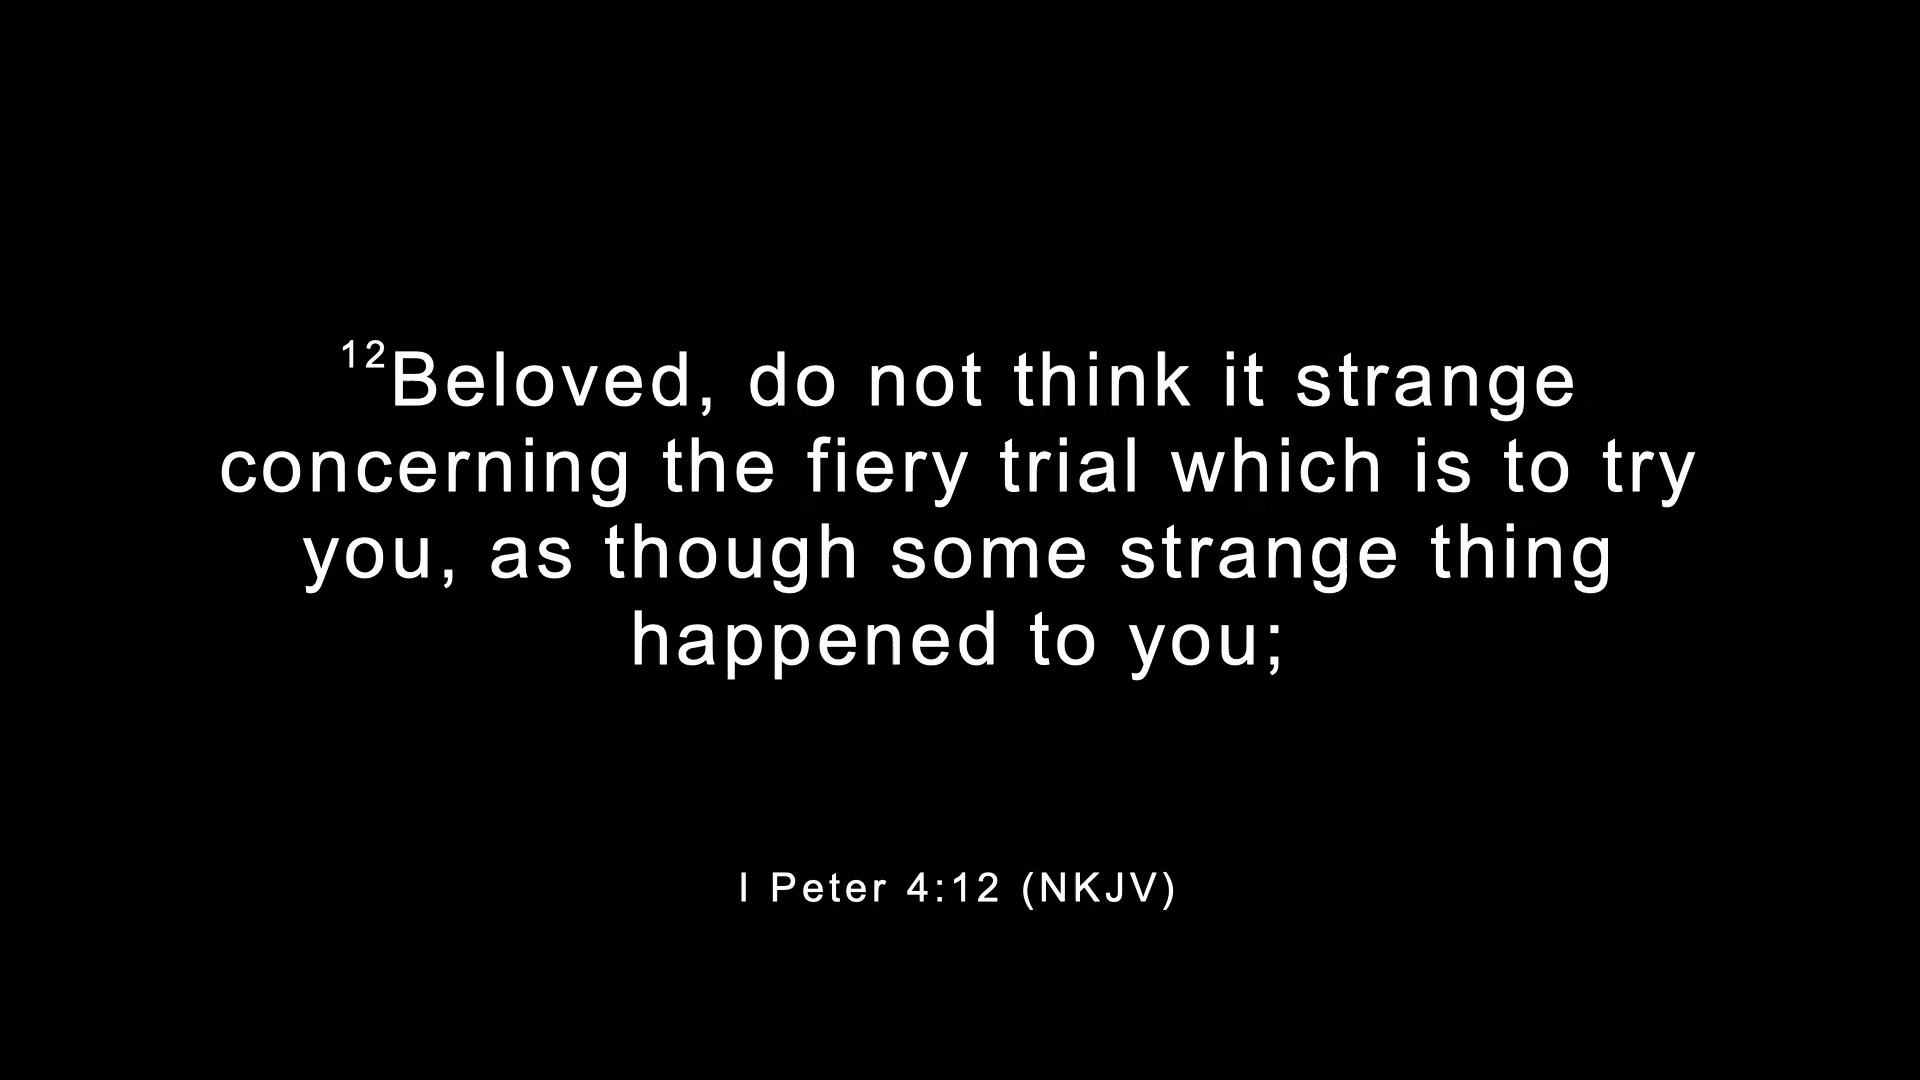 12Beloved, do not think it strange
concerning the fiery trial which is to try
you, as though some strange thing
happened to you;
I Peter 4:12 (NKJV)